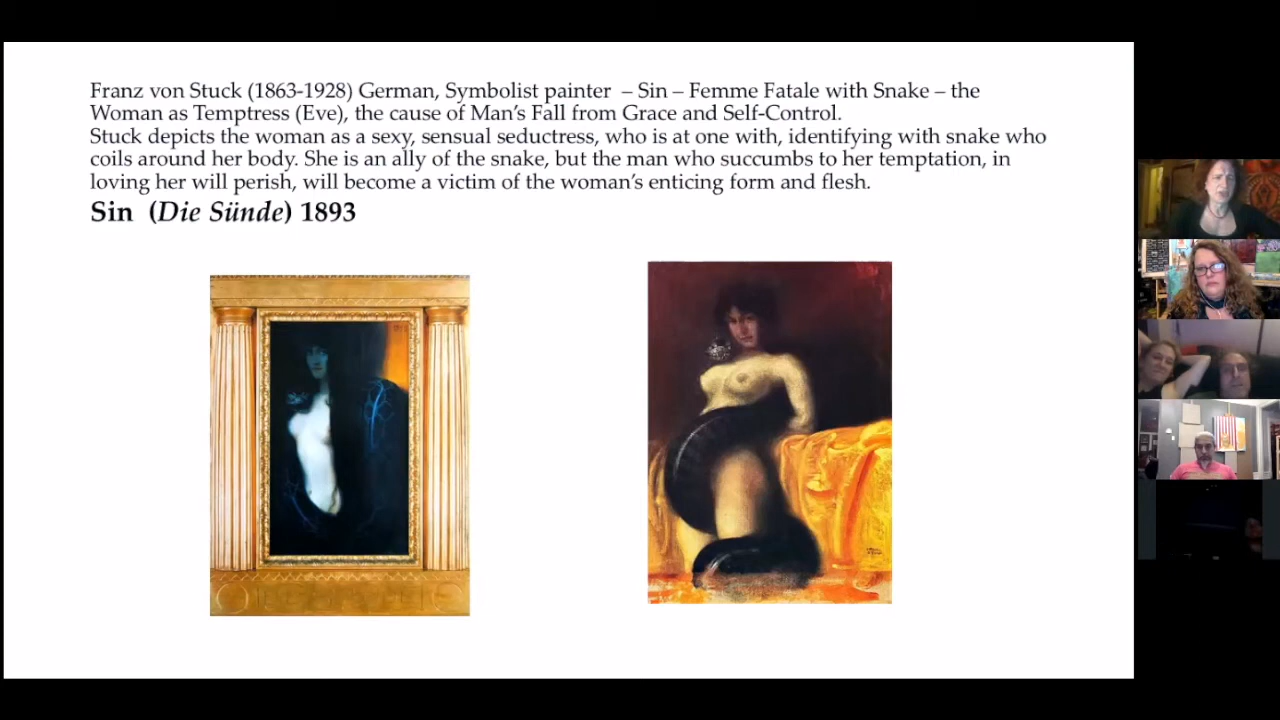 Franz von Stuck (1863-1928) German, Symbolist painter – Sin – Femme Fatale with Snake – the
Woman as Temptress (Eve), the cause of Man's Fall from Grace and Self-Control.
Stuck depicts the woman as a sexy, sensual seductress, who is at one with, identifying with snake who
coils around her body. She is an ally of the snake, but the man who succumbs to her temptation, in
loving her will perish, will become a victim of the woman's enticing form and flesh.
Sin (Die Sünde) 1893